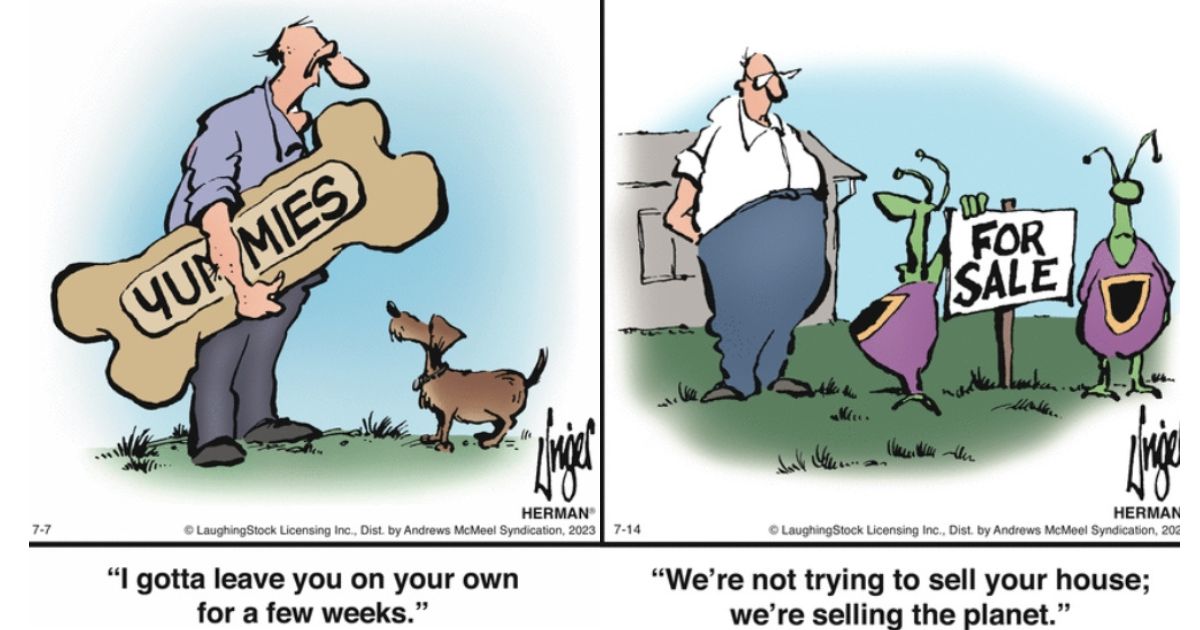 YUMMIES
Unger
HERMAN®
7-7
© LaughingStock Licensing Inc., Dist. by Andrews McMeel Syndication, 2023
“I gotta leave you on your own
for a few weeks.”
FOR
SALE
Unger
HERMAN
7-14
© LaughingStock Licensing Inc., Dist. by Andrews McMeel Syndication, 202
“We’re not trying to sell your house;
we’re selling the planet.”